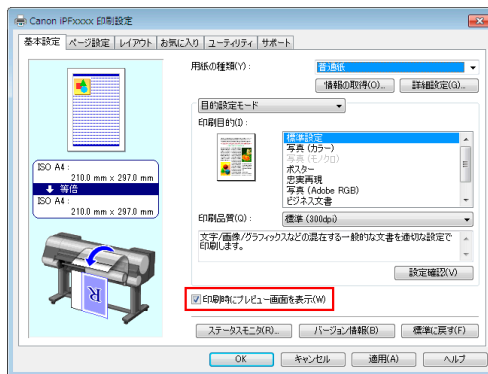 Canon iPFxxxx 印刷設定
基本設定 ページ設定 レイアウト お気に入り ユーティリティ サポート
用紙の種類(Y): 普通紙
情報の取得(O)... 詳細設定(G)...
目的設定モード
印刷目的(I):
標準設定
写真 (カラー)
写真 (モノクロ)
ポスター
忠実再現
写真 (Adobe RGB)
ビジネス文書
ISO A4 :
210.0 mm x 297.0 mm
等倍
ISO A4 :
210.0 mm x 297.0 mm
印刷品質(Q): 標準 (300dpi)
文字/画像/グラフィックスなどの混在する一般的な文書を適切な設定で
印刷します。
設定確認(V)
印刷時にプレビュー画面を表示(W)
ステータスモニタ(R)... バージョン情報(B) 標準に戻す(F)
OK キャンセル 適用(A) ヘルプ
R